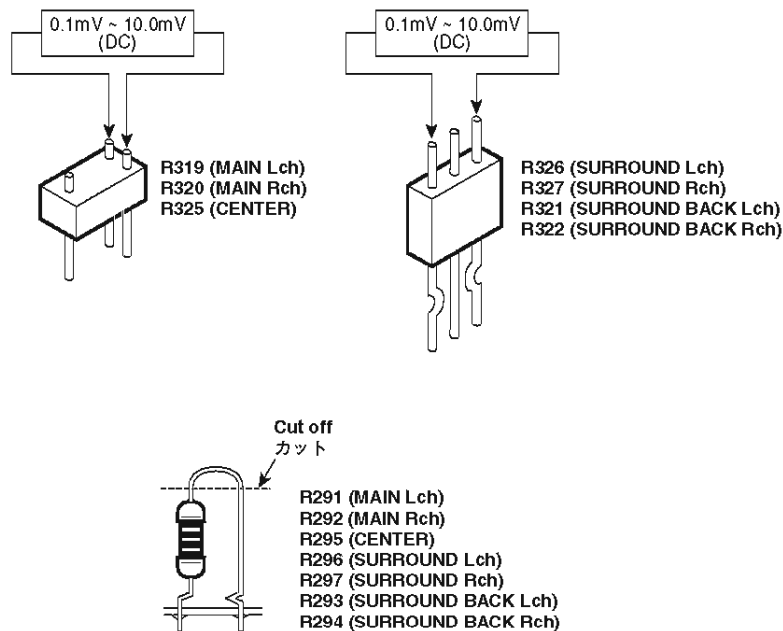 0.1mV ~ 10.0mV
(DC)
R319 (MAIN Lch)
R320 (MAIN Rch)
R325 (CENTER)
0.1mV ~ 10.0mV
(DC)
R326 (SURROUND Lch)
R327 (SURROUND Rch)
R321 (SURROUND BACK Lch)
R322 (SURROUND BACK Rch)
Cut off
カット
R291 (MAIN Lch)
R292 (MAIN Rch)
R295 (CENTER)
R296 (SURROUND Lch)
R297 (SURROUND Rch)
R293 (SURROUND BACK Lch)
R294 (SURROUND BACK Rch)